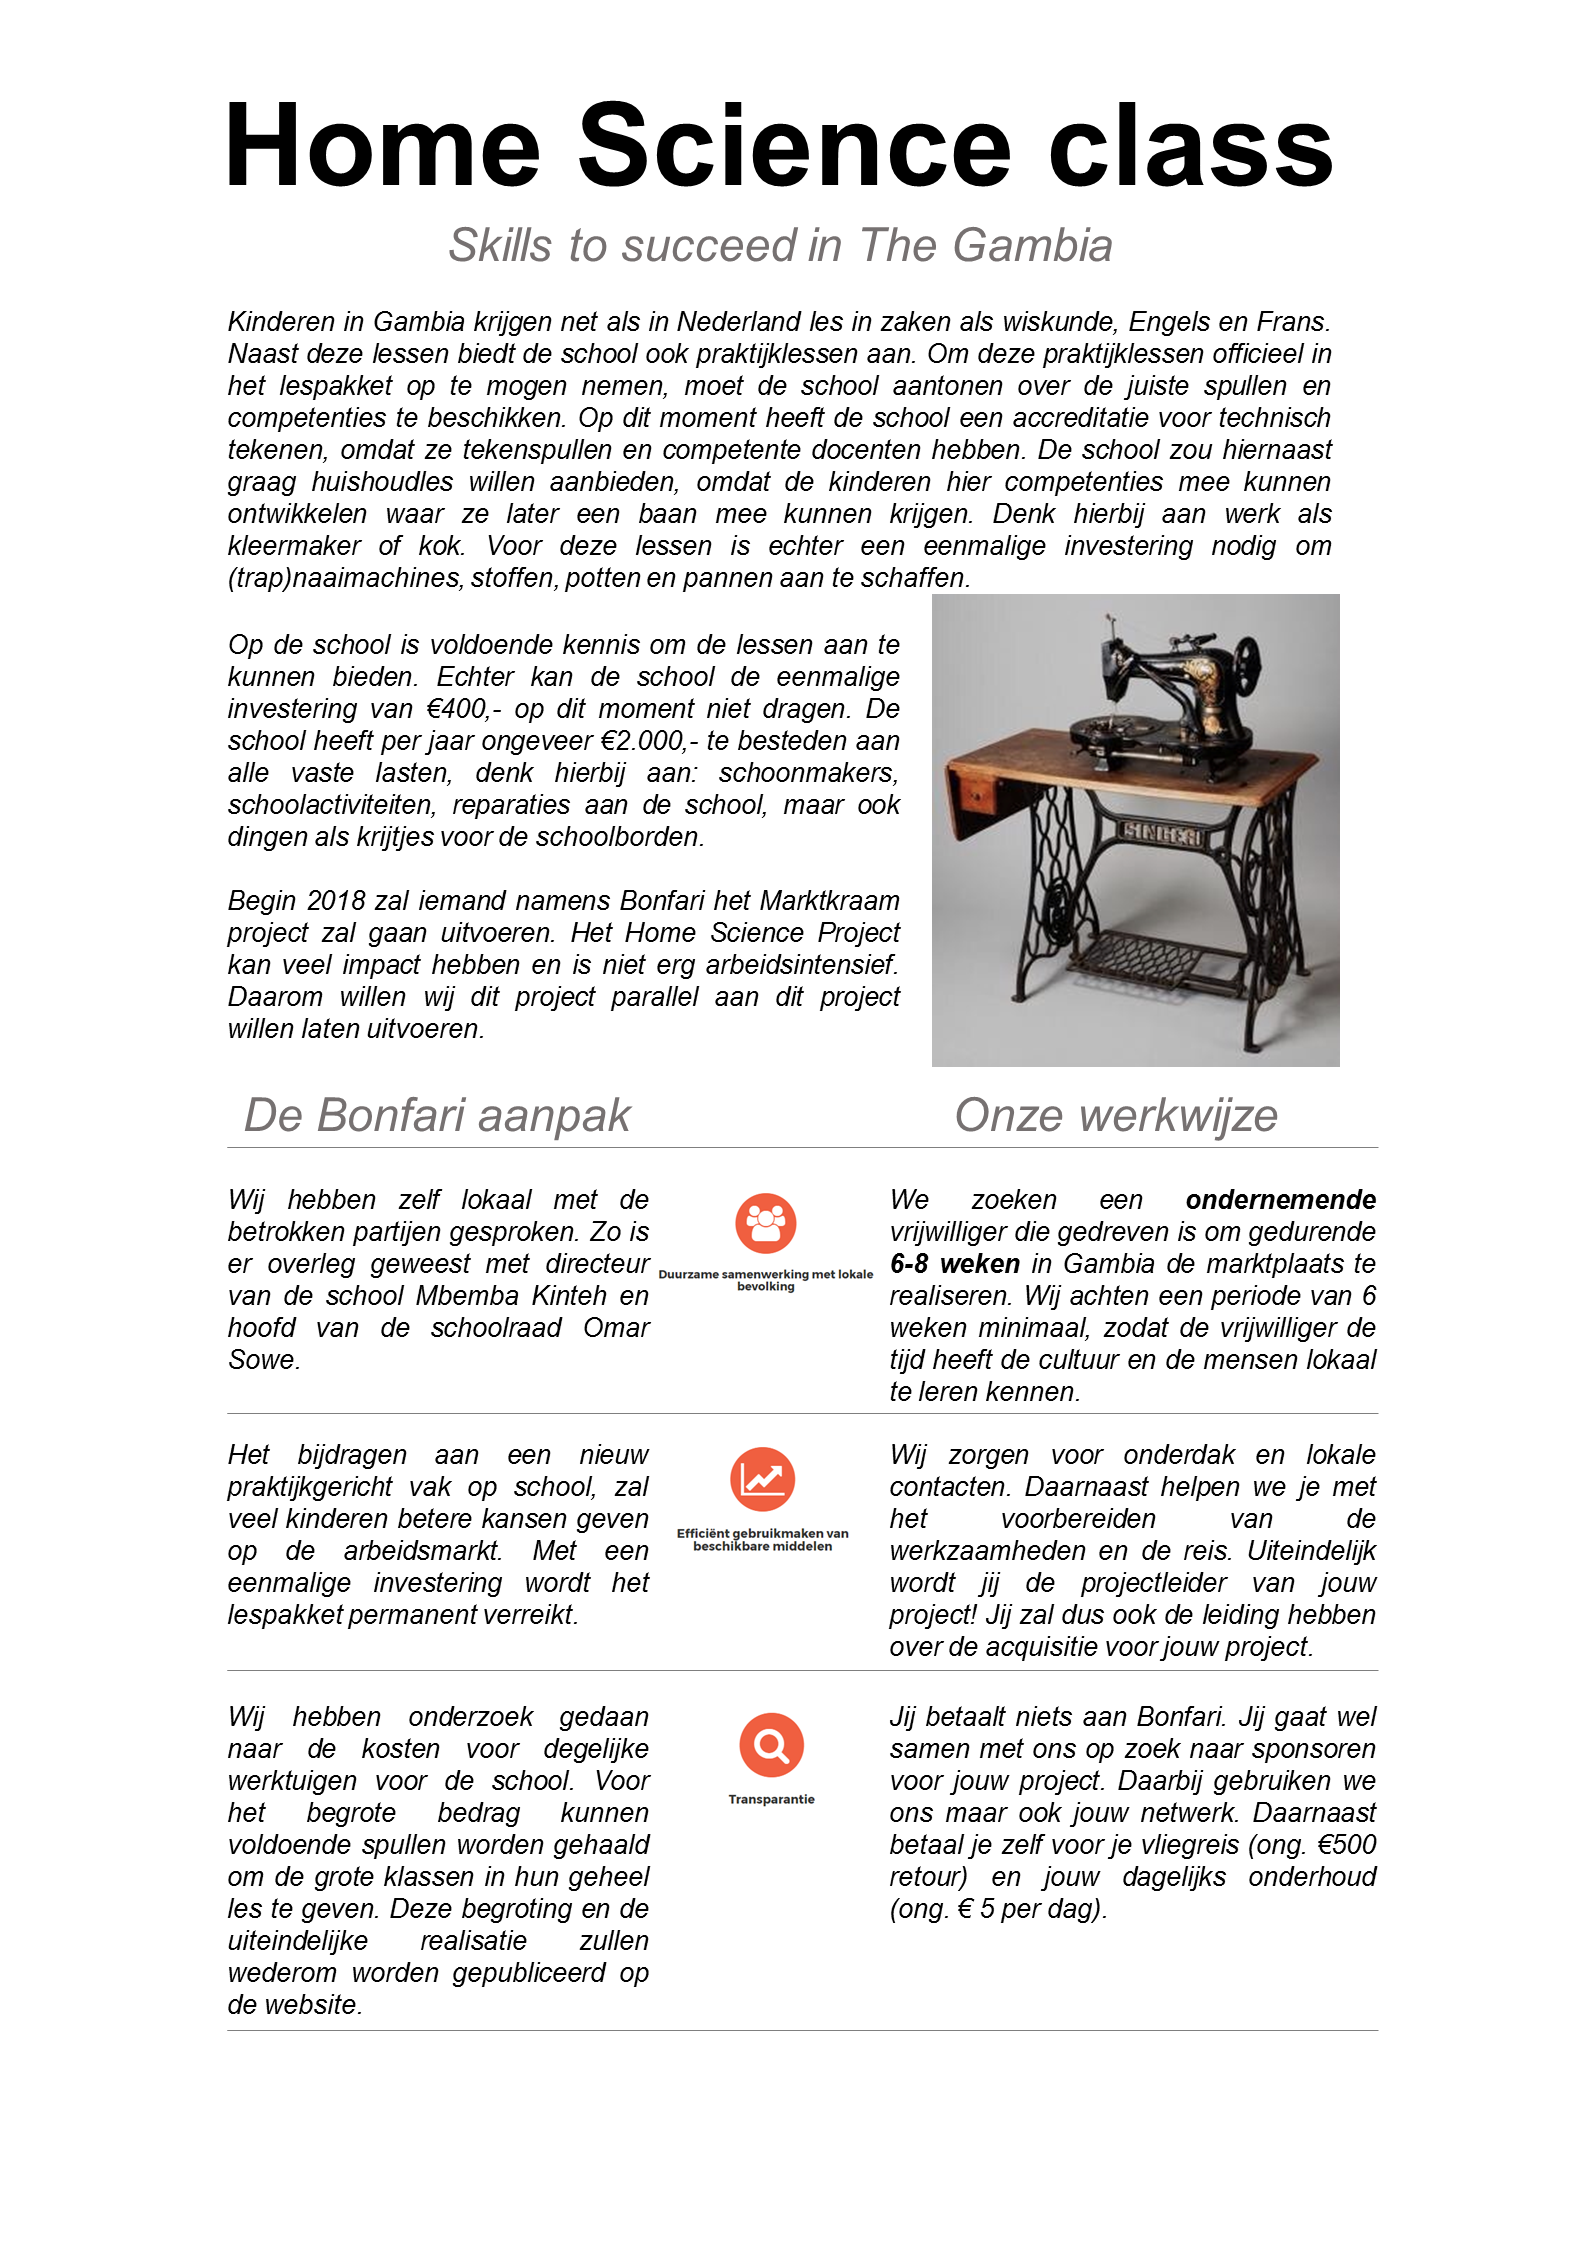 Home Science class
Skills to succeed in The Gambia
Kinderen in Gambia krijgen net als in Nederland les in zaken als wiskunde, Engels en Frans.
Naast deze lessen biedt de school ook praktijklessen aan. Om deze praktijklessen officieel in
het lespakket op te mogen nemen, moet de school aantonen over de juiste spullen en
competenties te beschikken. Op dit moment heeft de school een accreditatie voor technisch
tekenen, omdat ze tekenspullen en competente docenten hebben. De school zou hiernaast
graag huishoudles willen aanbieden, omdat de kinderen hier competenties mee kunnen
ontwikkelen waar ze later een baan mee kunnen krijgen. Denk hierbij aan werk als
kleermaker of kok. Voor deze lessen is echter een eenmalige investering nodig om
(trap)naaimachines, stoffen, potten en pannen aan te schaffen.
Op de school is voldoende kennis om de lessen aan te
kunnen bieden. Echter kan de school de eenmalige
investering van €400,- op dit moment niet dragen. De
school heeft per jaar ongeveer €2.000,- te besteden aan
alle vaste lasten, denk hierbij aan: schoonmakers,
schoolactiviteiten, reparaties aan de school, maar ook
dingen als krijtjes voor de schoolborden.
Begin 2018 zal iemand namens Bonfari het Marktkraam
project zal gaan uitvoeren. Het Home Science Project
kan veel impact hebben en is niet erg arbeidsintensief.
Daarom willen wij dit project parallel aan dit project
willen laten uitvoeren.
SINGER
De Bonfari aanpak
Onze werkwijze
Wij hebben zelf lokaal met de
betrokken partijen gesproken. Zo is
er overleg geweest met directeur
van de school Mbemba Kinteh en
hoofd van de schoolraad Omar
Sowe.
Duurzame samenwerking met lokale
bevolking
We zoeken een ondernemende
vrijwilliger die gedreven is om gedurende
6-8 weken in Gambia de marktplaats te
realiseren. Wij achten een periode van 6
weken minimaal, zodat de vrijwilliger de
tijd heeft de cultuur en de mensen lokaal
te leren kennen.
Het bijdragen aan een nieuw
praktijkgericht vak op school, zal
veel kinderen betere kansen geven
op de arbeidsmarkt. Met een
eenmalige investering wordt het
lespakket permanent verreikt.
Efficiënt gebruikmaken van
beschikbare middelen
Wij zorgen voor onderdak en lokale
contacten. Daarnaast helpen we je met
het voorbereiden van de
werkzaamheden en de reis. Uiteindelijk
wordt jij de projectleider van jouw
project! Jij zal dus ook de leiding hebben
over de acquisitie voor jouw project.
Wij hebben onderzoek gedaan
naar de kosten voor degelijke
werktuigen voor de school. Voor
het begrote bedrag kunnen
voldoende spullen worden gehaald
om de grote klassen in hun geheel
les te geven. Deze begroting en de
uiteindelijke realisatie zullen
wederom worden gepubliceerd op
de website.
Transparantie
Jij betaalt niets aan Bonfari. Jij gaat wel
samen met ons op zoek naar sponsoren
voor jouw project. Daarbij gebruiken we
ons maar ook jouw netwerk. Daarnaast
betaal je zelf voor je vliegreis (ong. €500
retour) en jouw dagelijks onderhoud
(ong. € 5 per dag).